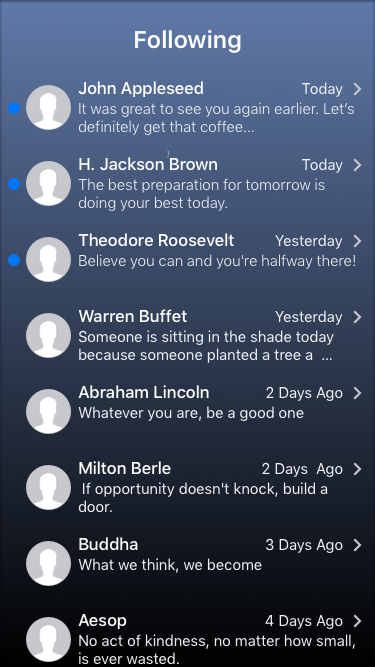 Following
John Appleseed Today
It was great to see you again earlier. Let’s
definitely get that coffee...
H. Jackson Brown Today
The best preparation for tomorrow is
doing your best today.
Theodore Roosevelt Yesterday
Believe you can and you're halfway there!
Warren Buffet Yesterday
Someone is sitting in the shade today
because someone planted a tree a ...
Abraham Lincoln 2 Days Ago
Whatever you are, be a good one
Milton Berle 2 Days Ago
If opportunity doesn't knock, build a
door.
Buddha 3 Days Ago
What we think, we become
Aesop 4 Days Ago
No act of kindness, no matter how small,
is ever wasted.